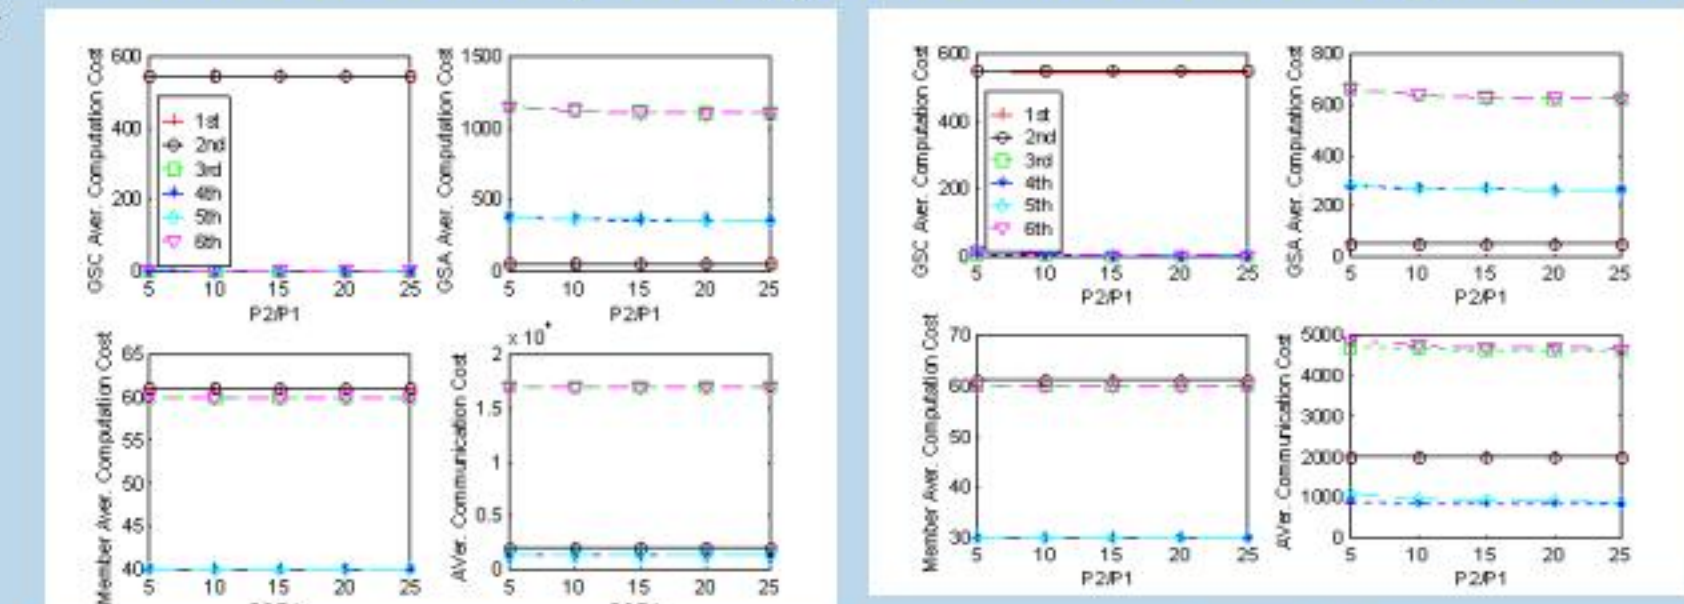 GSC Aver. Computation Cost
600
400
200
0
1st
2nd
3rd
4th
5th
6th
5 10 15 20 25
P2/P1
GSA Aver. Computation Cost
1500
1000
500
0
5 10 15 20 25
P2/P1
Member Aver. Computation Cost
65
60
55
50
45
40
5 10 15 20 25
AVer. Communication Cost
x 10
2
1.5
1
0.5
0
5 10 15 20 25
GSC Aver. Computation Cost
600
400
200
0
1st
2nd
3rd
4th
5th
6th
5 10 15 20 25
P2/P1
GSA Aver. Computation Cost
800
600
400
200
0
5 10 15 20 25
P2/P1
Member Aver. Computation Cost
70
60
50
40
30
5 10 15 20 25
P2/P1
AVer. Communication Cost
5000
4000
3000
2000
1000
0
5 10 15 20 25
P2/P1